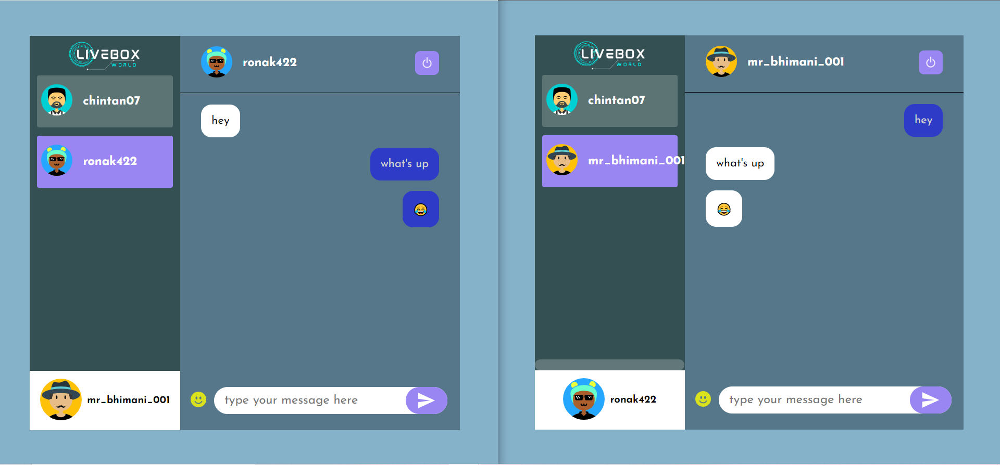 LIVEBOX
WORLD
chintan07
ronak422
mr_bhimani_001
ronak422
hey
what's up
😂
type your message here
LIVEBOX
WORLD
chintan07
mr_bhimani_001
ronak422
mr_bhimani_001
hey
what's up
😂
type your message here